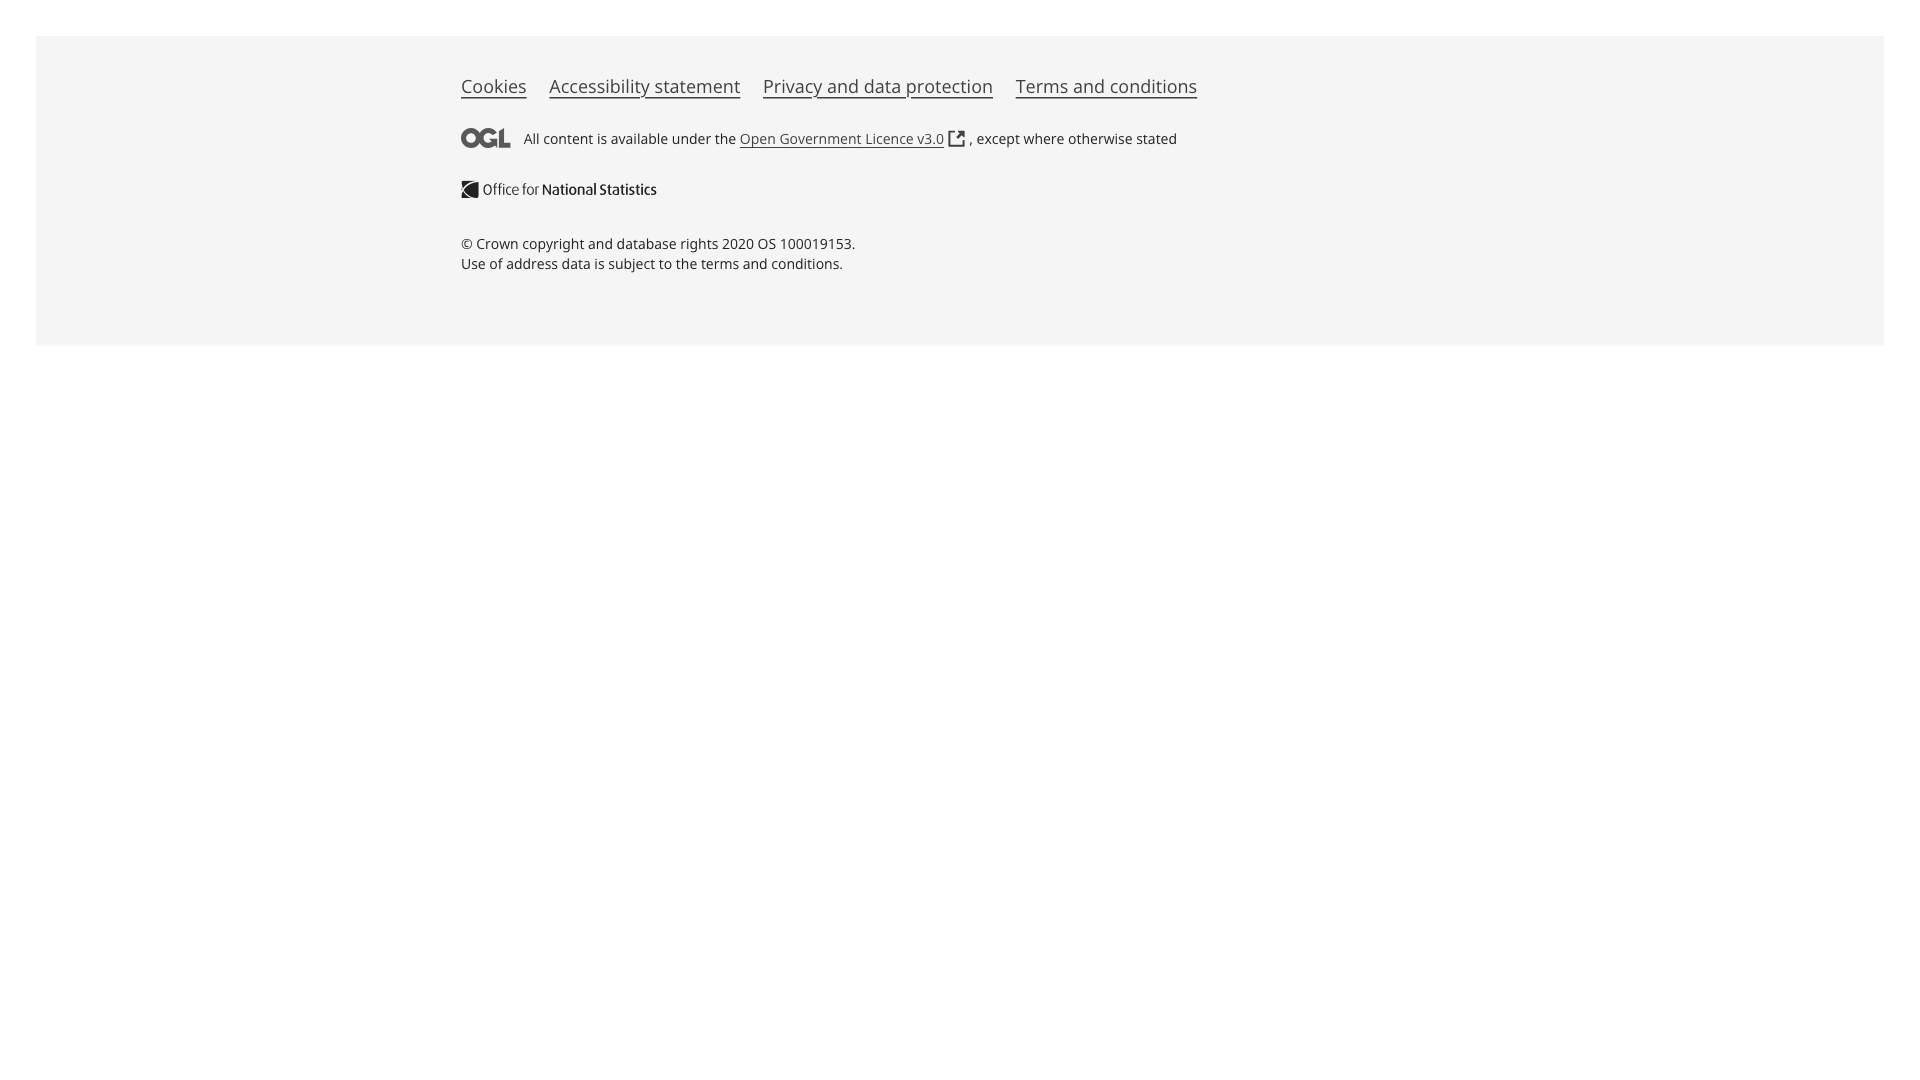 Cookies Accessibility statement Privacy and data protection Terms and conditions
OGL All content is available under the Open Government Licence v3.0 , except where otherwise stated
Office for National Statistics
© Crown copyright and database rights 2020 OS 100019153.
Use of address data is subject to the terms and conditions.